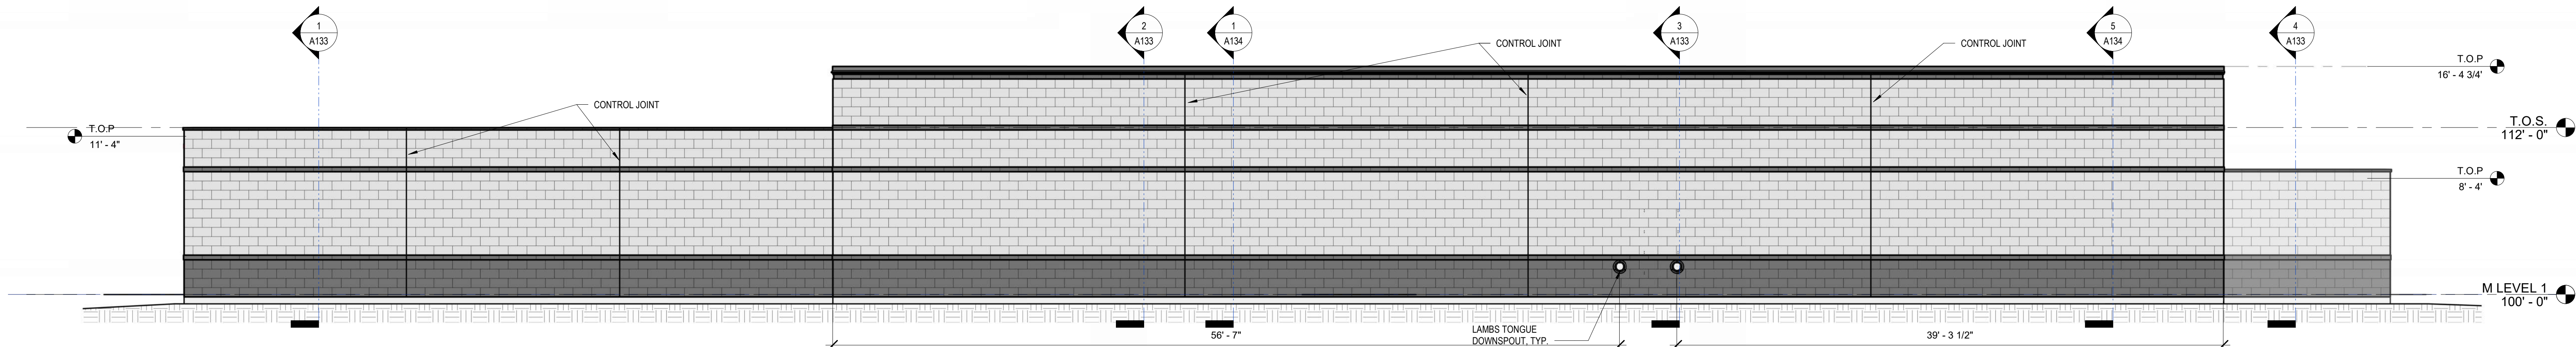 1
A133
2
A133
1
A134
3
A133
5
A134
4
A133
CONTROL JOINT
CONTROL JOINT
T.O.P
16' - 4 3/4'
CONTROL JOINT
T.O.P
11' - 4"
T.O.S.
112' - 0"
T.O.P
8' - 4'
M LEVEL 1
100' - 0"
LAMBS TONGUE
DOWNSPOUT, TYP.
56' - 7"
39' - 3 1/2"